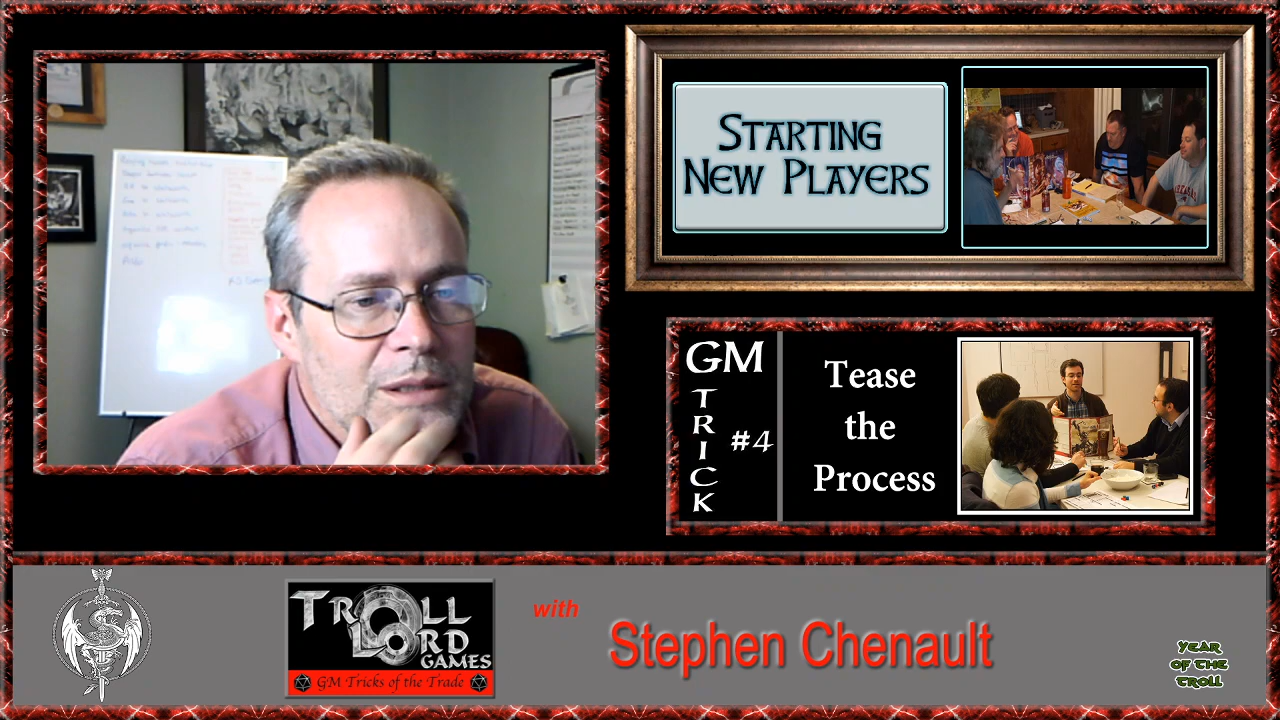 STARTING
NEW PLAYERS
GM
TRICK
#4
Tease
the
Process
TROLL
LORD
GAMES
GM Tricks of the Trade
with
Stephen Chenault
YEAR
OF THE
TROLL